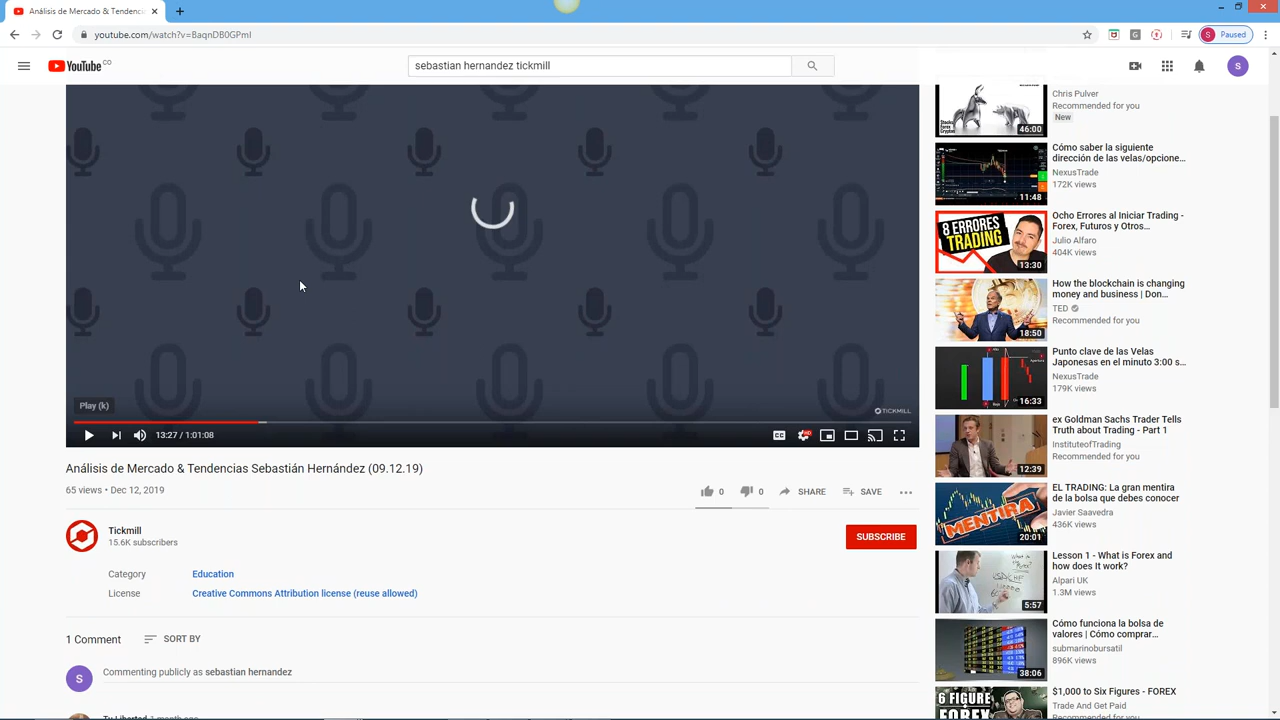 Análisis de Mercado & Tendenci
youtube.com/watch?v=BaqnDB0GPmI
Paused
YouTube CO
sebastian hernandez tickmill
S
Play (k)
TICKMILL
13:27 / 1:01:08
Análisis de Mercado & Tendencias Sebastián Hernández (09.12.19)
65 views • Dec 12, 2019
0
0
SHARE
SAVE
Tickmill
15.6K subscribers
SUBSCRIBE
Category
Education
License
Creative Commons Attribution license (reuse allowed)
1 Comment
SORT BY
S
Commenting publicly as sebastian hernandez
Chris Pulver
Recommended for you
New
46:00
Cómo saber la siguiente
dirección de las velas/opcione...
NexusTrade
172K views
11:48
Ocho Errores al Iniciar Trading -
Forex, Futuros y Otros...
Julio Alfaro
404K views
8 ERRORES
TRADING
13:30
How the blockchain is changing
money and business | Don...
TED
Recommended for you
18:50
Punto clave de las Velas
Japonesas en el minuto 3:00 s...
NexusTrade
179K views
16:33
ex Goldman Sachs Trader Tells
Truth about Trading - Part 1
InstituteofTrading
Recommended for you
12:39
EL TRADING: La gran mentira
de la bolsa que debes conocer
Javier Saavedra
436K views
MENTIRA
20:01
Lesson 1 - What is Forex and
how does It work?
Alpari UK
1.3M views
5:57
Cómo funciona la bolsa de
valores | Cómo comprar...
submarinobursatil
896K views
38:06
$1,000 to Six Figures - FOREX
Trade And Get Paid
Recommended for you
6 FIGURE
FOREX